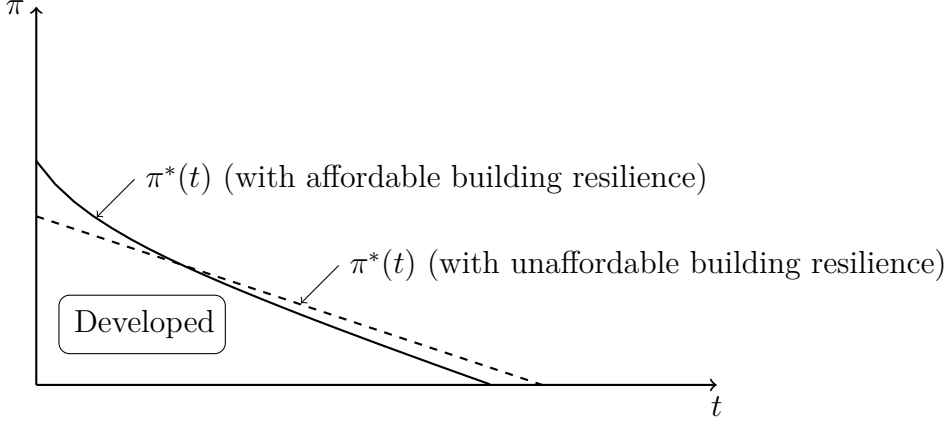 π
π*(t) (with affordable building resilience)
π*(t) (with unaffordable building resilience)
Developed
t